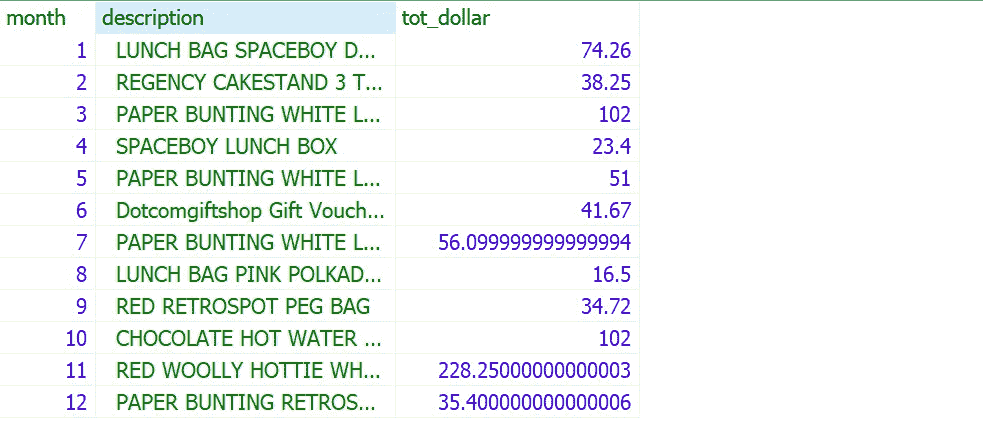 month description tot_dollar
1 LUNCH BAG SPACEBOY D... 74.26
2 REGENCY CAKESTAND 3 T... 38.25
3 PAPER BUNTING WHITE L... 102
4 SPACEBOY LUNCH BOX 23.4
5 PAPER BUNTING WHITE L... 51
6 Dotcomgiftshop Gift Vouch... 41.67
7 PAPER BUNTING WHITE L... 56.099999999999994
8 LUNCH BAG PINK POLKAD... 16.5
9 RED RETROSPOT PEG BAG 34.72
10 CHOCOLATE HOT WATER ... 102
11 RED WOOLLY HOTTIE WH... 228.25000000000003
12 PAPER BUNTING RETROS... 35.400000000000006